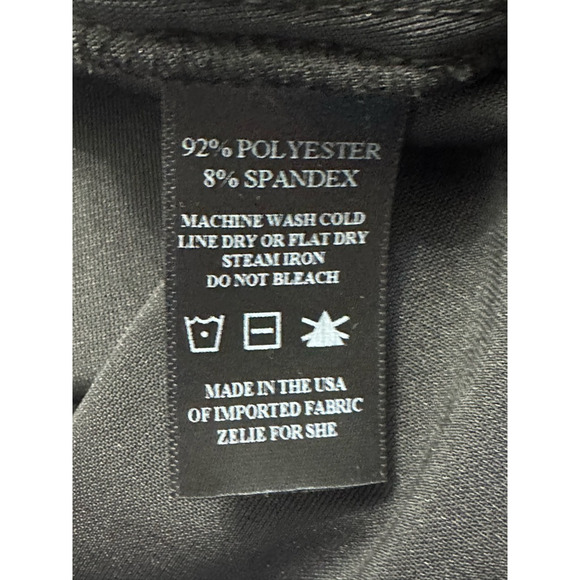 92% POLYESTER
8% SPANDEX
MACHINE WASH COLD
LINE DRY OR FLAT DRY
STEAM IRON
DO NOT BLEACH
MADE IN THE USA
OF IMPORTED FABRIC
ZELIE FOR SHE